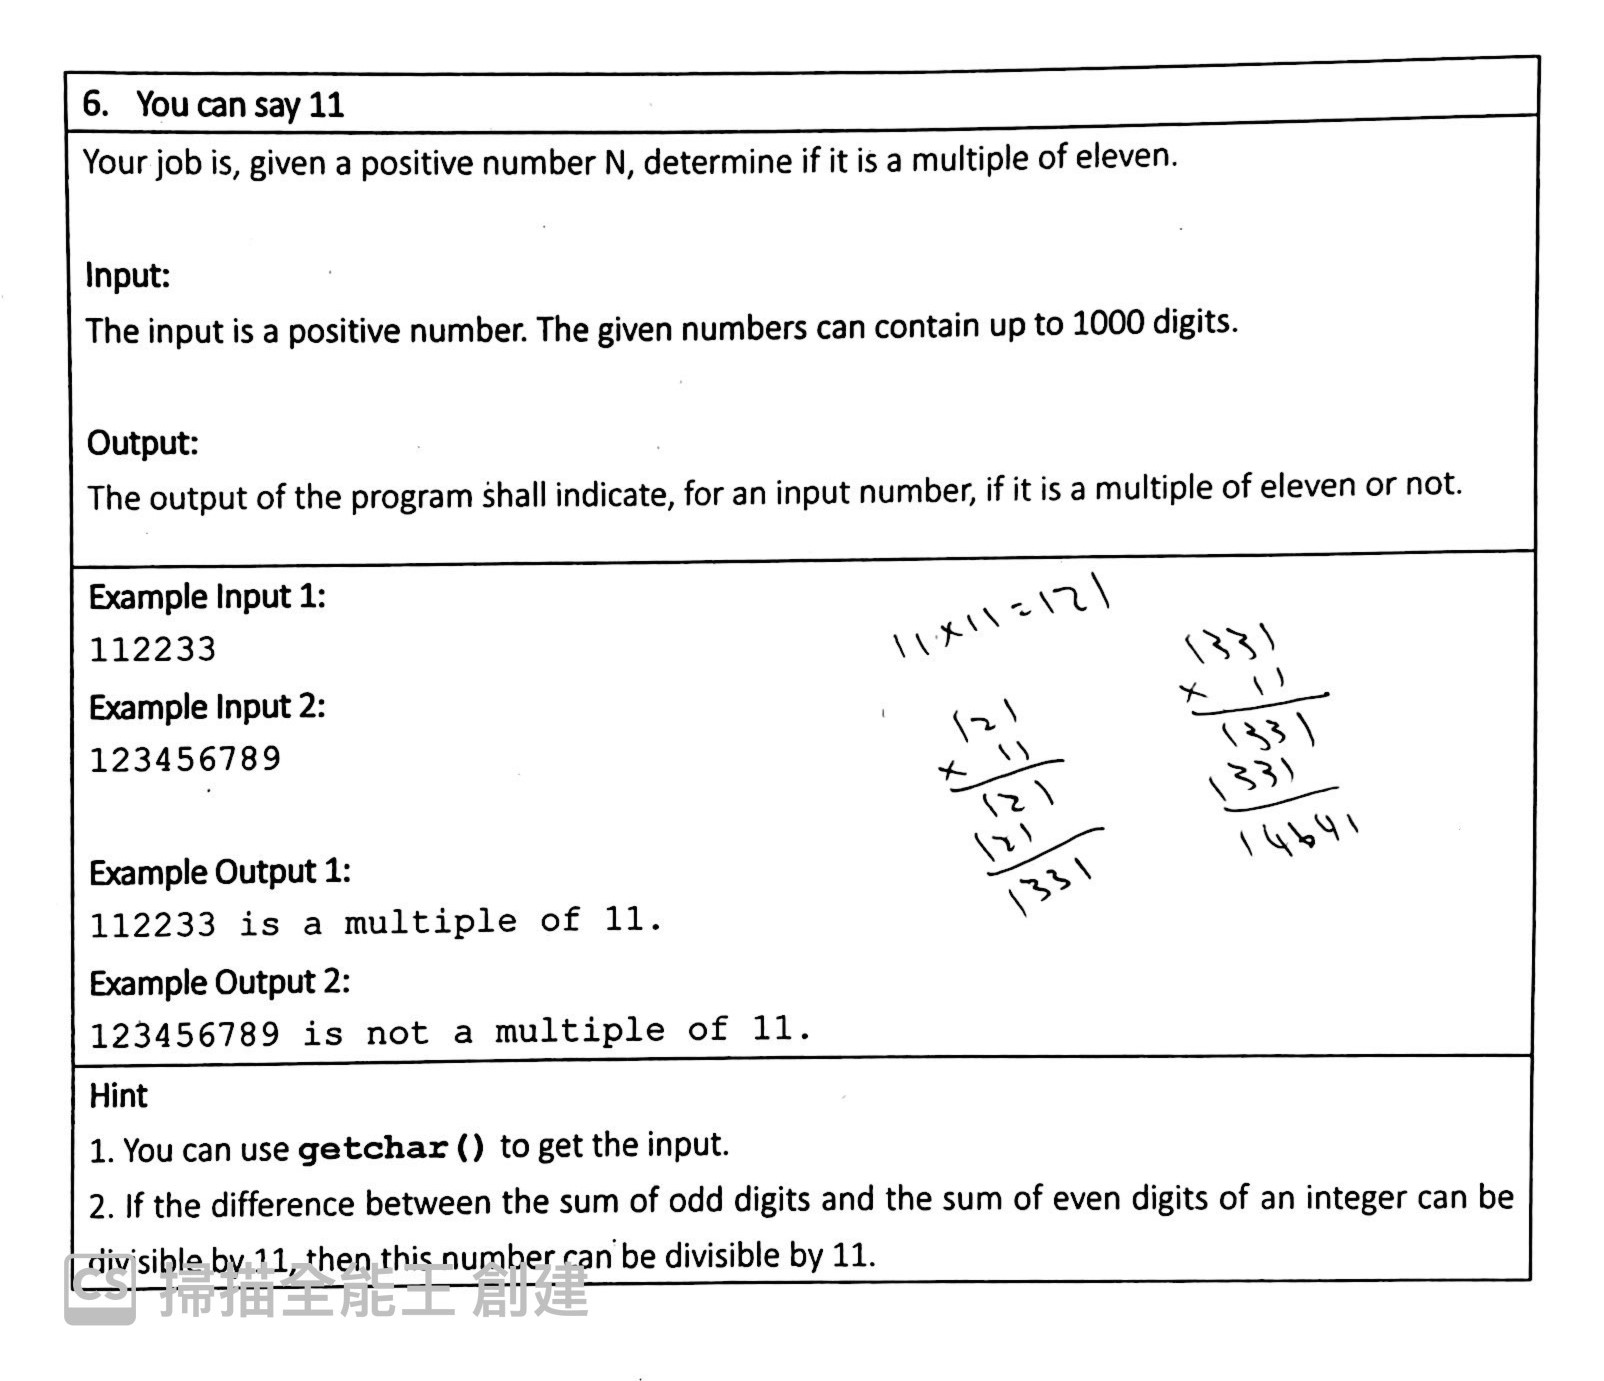 6. You can say 11
Your job is, given a positive number N, determine if it is a multiple of eleven.
Input:
The input is a positive number. The given numbers can contain up to 1000 digits.
Output:
The output of the program shall indicate, for an input number, if it is a multiple of eleven or not.
Example Input 1:
112233
Example Input 2:
123456789
Example Output 1:
112233 is a multiple of 11.
Example Output 2:
123456789 is not a multiple of 11.
11×11=121
121
× 11
121
121
1331
1331
× 11
1331
1331
14641
Hint
1. You can use getchar() to get the input.
2. If the difference between the sum of odd digits and the sum of even digits of an integer can be
divisible by 11, then this number can be divisible by 11.
CS 掃描全能王 創建